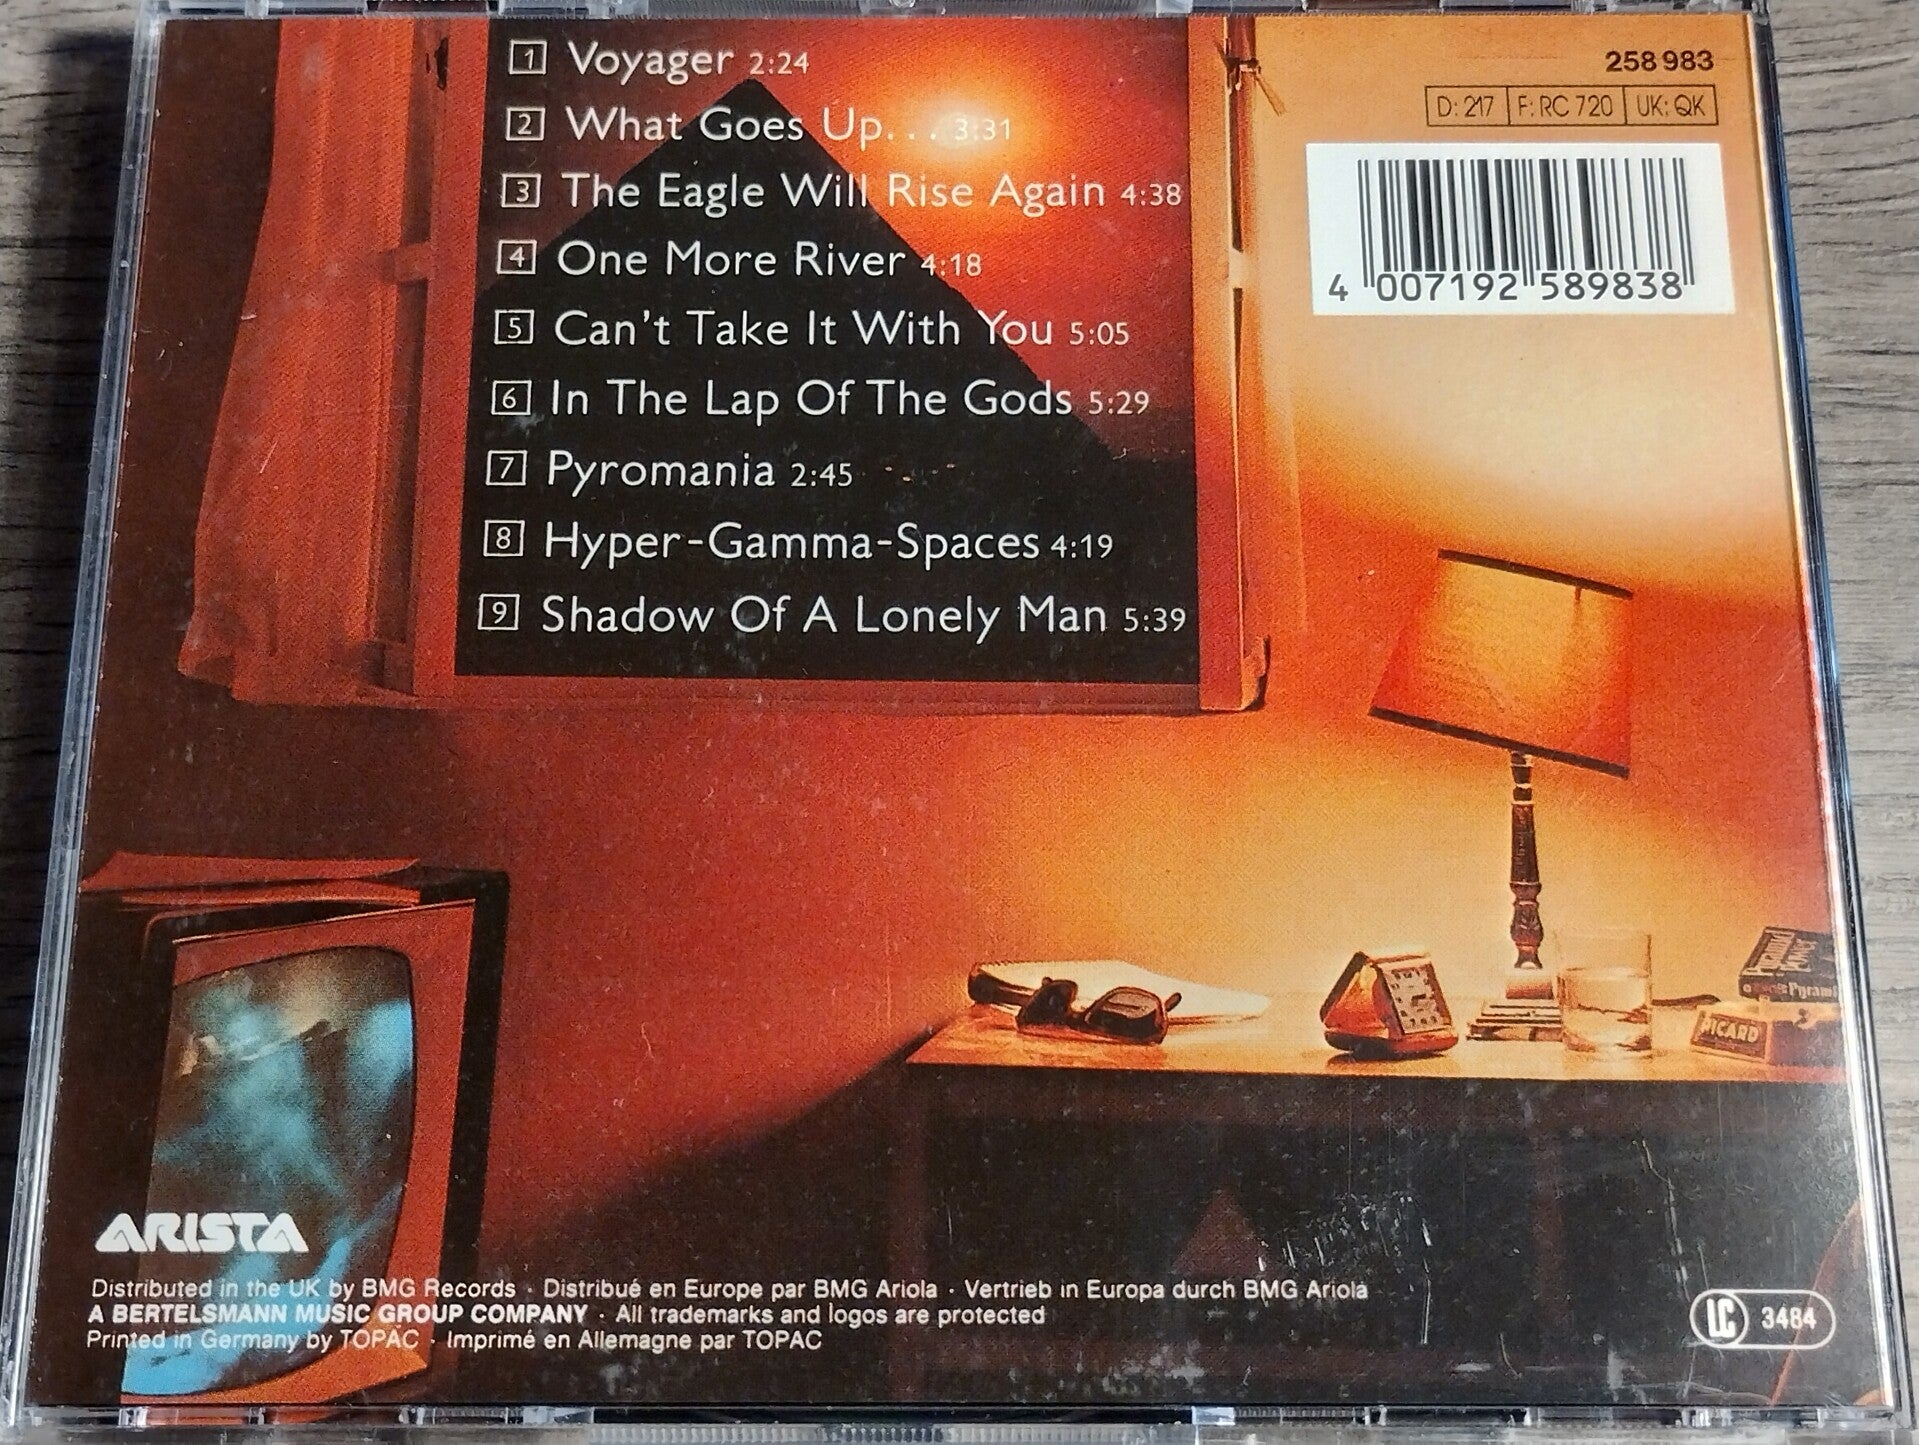 1 Voyager 2:24
2 What Goes Up... 3:31
3 The Eagle Will Rise Again 4:38
4 One More River 4:18
5 Can't Take It With You 5:05
6 In The Lap Of The Gods 5:29
7 Pyromania 2:45
8 Hyper-Gamma-Spaces 4:19
9 Shadow Of A Lonely Man 5:39
258 983
D: 217 F: RC 720 UK: QK
4 007192 589838
Pyramid
Power
RICARD
ARISTA
Distributed in the UK by BMG Records · Distribué en Europe par BMG Ariola · Vertrieb in Europa durch BMG Ariola
A BERTELSMANN MUSIC GROUP COMPANY · All trademarks and logos are protected
Printed in Germany by TOPAC · Imprimé en Allemagne par TOPAC
LC 3484